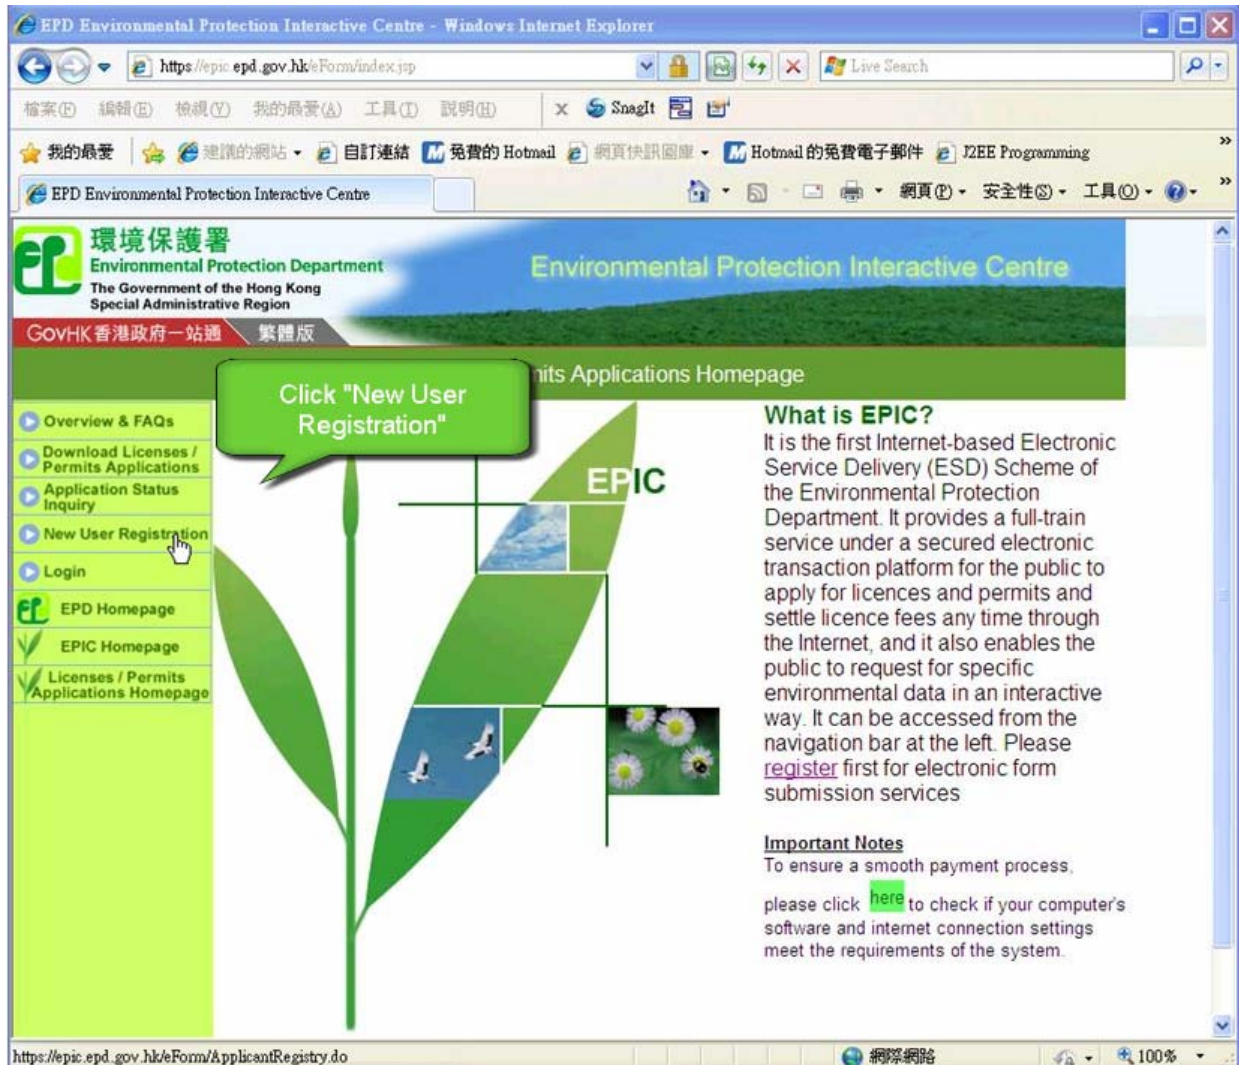 EPD Environmental Protection Interactive Centre - Windows Internet Explorer
https://epic.epd.gov.hk/eForm/index.jsp
Live Search
檔案(F) 編輯(E) 檢視(V) 我的最愛(A) 工具(T) 說明(H) x SnagIt
我的最愛 建議的網站 自訂連結 免費的 Hotmail 網頁快訊圖庫 Hotmail 的免費電子郵件 J2EE Programming »
EPD Environmental Protection Interactive Centre
網頁(P) 安全性(S) 工具(O) »
環境保護署
Environmental Protection Department
The Government of the Hong Kong
Special Administrative Region
Environmental Protection Interactive Centre
GovHK香港政府一站通 繁體版
nits Applications Homepage
Click "New User
Registration"
Overview & FAQs
Download Licenses /
Permits Applications
Application Status
Inquiry
New User Registration
Login
EPD Homepage
EPIC Homepage
Licenses / Permits
Applications Homepage
EPIC
What is EPIC?
It is the first Internet-based Electronic
Service Delivery (ESD) Scheme of
the Environmental Protection
Department. It provides a full-train
service under a secured electronic
transaction platform for the public to
apply for licences and permits and
settle licence fees any time through
the Internet, and it also enables the
public to request for specific
environmental data in an interactive
way. It can be accessed from the
navigation bar at the left. Please
register first for electronic form
submission services
Important Notes
To ensure a smooth payment process,
please click here to check if your computer's
software and internet connection settings
meet the requirements of the system.
https://epic.epd.gov.hk/eForm/ApplicantRegistry.do
網際網路
100%